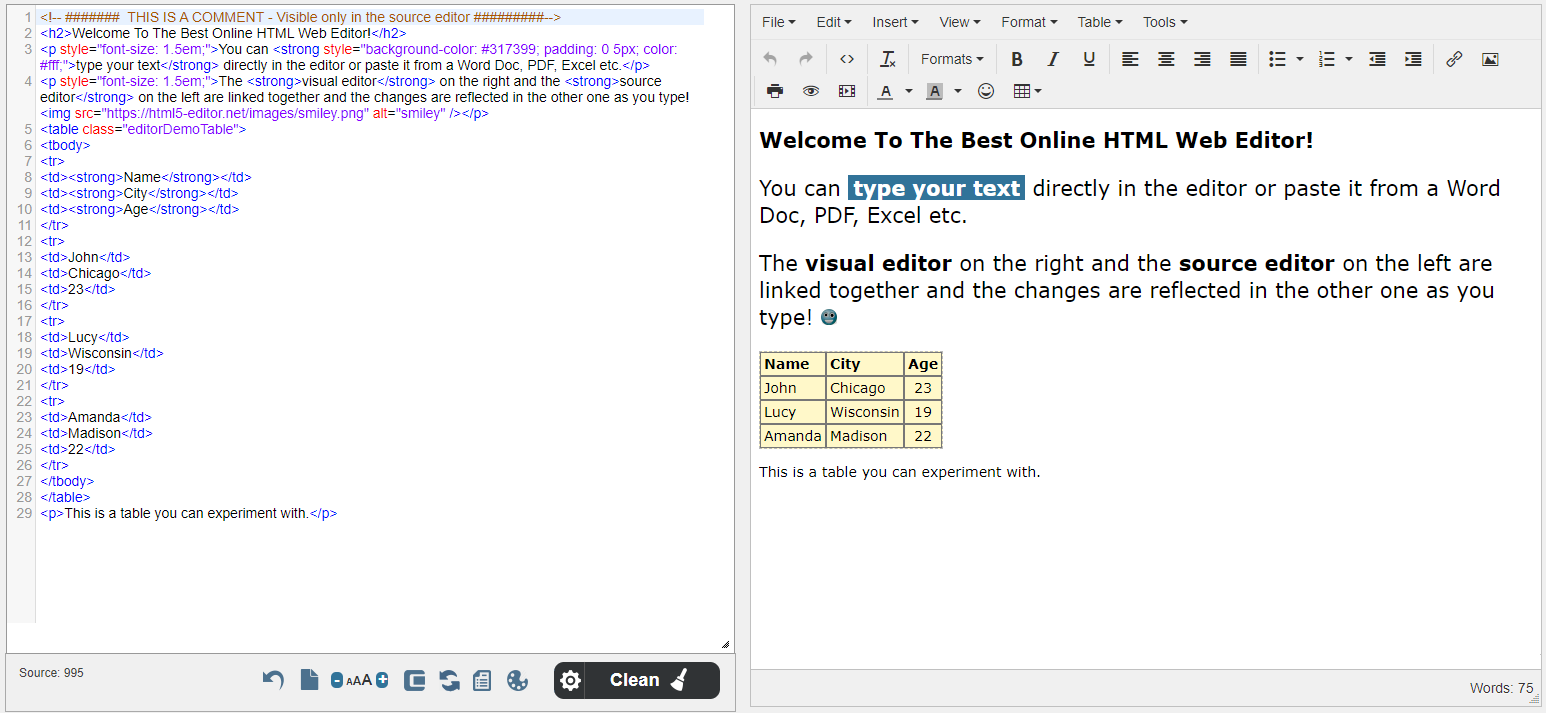 1 <!-- #######  THIS IS A COMMENT - Visible only in the source editor #########-->
2 <h2>Welcome To The Best Online HTML Web Editor!</h2>
3 <p style="font-size: 1.5em;">You can <strong style="background-color: #317399; padding: 0 5px; color:
#fff;">type your text</strong> directly in the editor or paste it from a Word Doc, PDF, Excel etc.</p>
4 <p style="font-size: 1.5em;">The <strong>visual editor</strong> on the right and the <strong>source
editor</strong> on the left are linked together and the changes are reflected in the other one as you type!
<img src="https://html5-editor.net/images/smiley.png" alt="smiley" /></p>
5 <table class="editorDemoTable">
6 <tbody>
7 <tr>
8 <td><strong>Name</strong></td>
9 <td><strong>City</strong></td>
10 <td><strong>Age</strong></td>
11 </tr>
12 <tr>
13 <td>John</td>
14 <td>Chicago</td>
15 <td>23</td>
16 </tr>
17 <tr>
18 <td>Lucy</td>
19 <td>Wisconsin</td>
20 <td>19</td>
21 </tr>
22 <tr>
23 <td>Amanda</td>
24 <td>Madison</td>
25 <td>22</td>
26 </tr>
27 </tbody>
28 </table>
29 <p>This is a table you can experiment with.</p>
Source: 995
- AAA +
Clean
File Edit Insert View Format Table Tools
Formats B I U
A A
Welcome To The Best Online HTML Web Editor!
You can type your text directly in the editor or paste it from a Word
Doc, PDF, Excel etc.
The visual editor on the right and the source editor on the left are
linked together and the changes are reflected in the other one as you
type!
Name City Age
John Chicago 23
Lucy Wisconsin 19
Amanda Madison 22
This is a table you can experiment with.
Words: 75